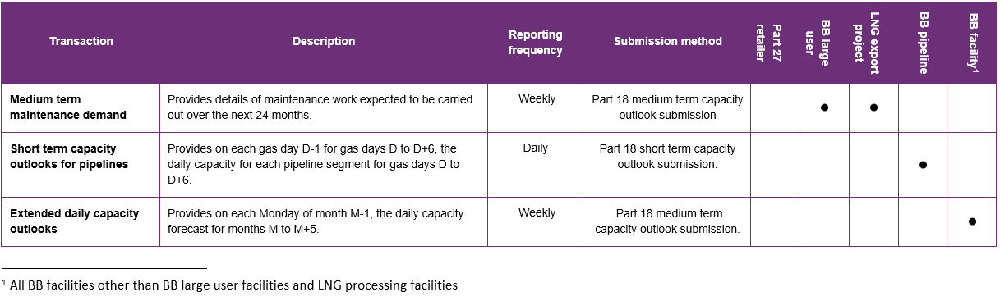 Transaction
Description
Reporting
frequency
Submission method
Part 27
retailer
BB large
user
LNG export
project
BB pipeline
BB facility1
Medium term
maintenance demand
Provides details of maintenance work expected to be carried
out over the next 24 months.
Weekly
Part 18 medium term capacity
outlook submission
●
●
Short term capacity
outlooks for pipelines
Provides on each gas day D-1 for gas days D to D+6, the
daily capacity for each pipeline segment for gas days D to
D+6.
Daily
Part 18 short term capacity
outlook submission.
●
Extended daily capacity
outlooks
Provides on each Monday of month M-1, the daily capacity
forecast for months M to M+5.
Weekly
Part 18 medium term
capacity outlook submission.
●
1 All BB facilities other than BB large user facilities and LNG processing facilities